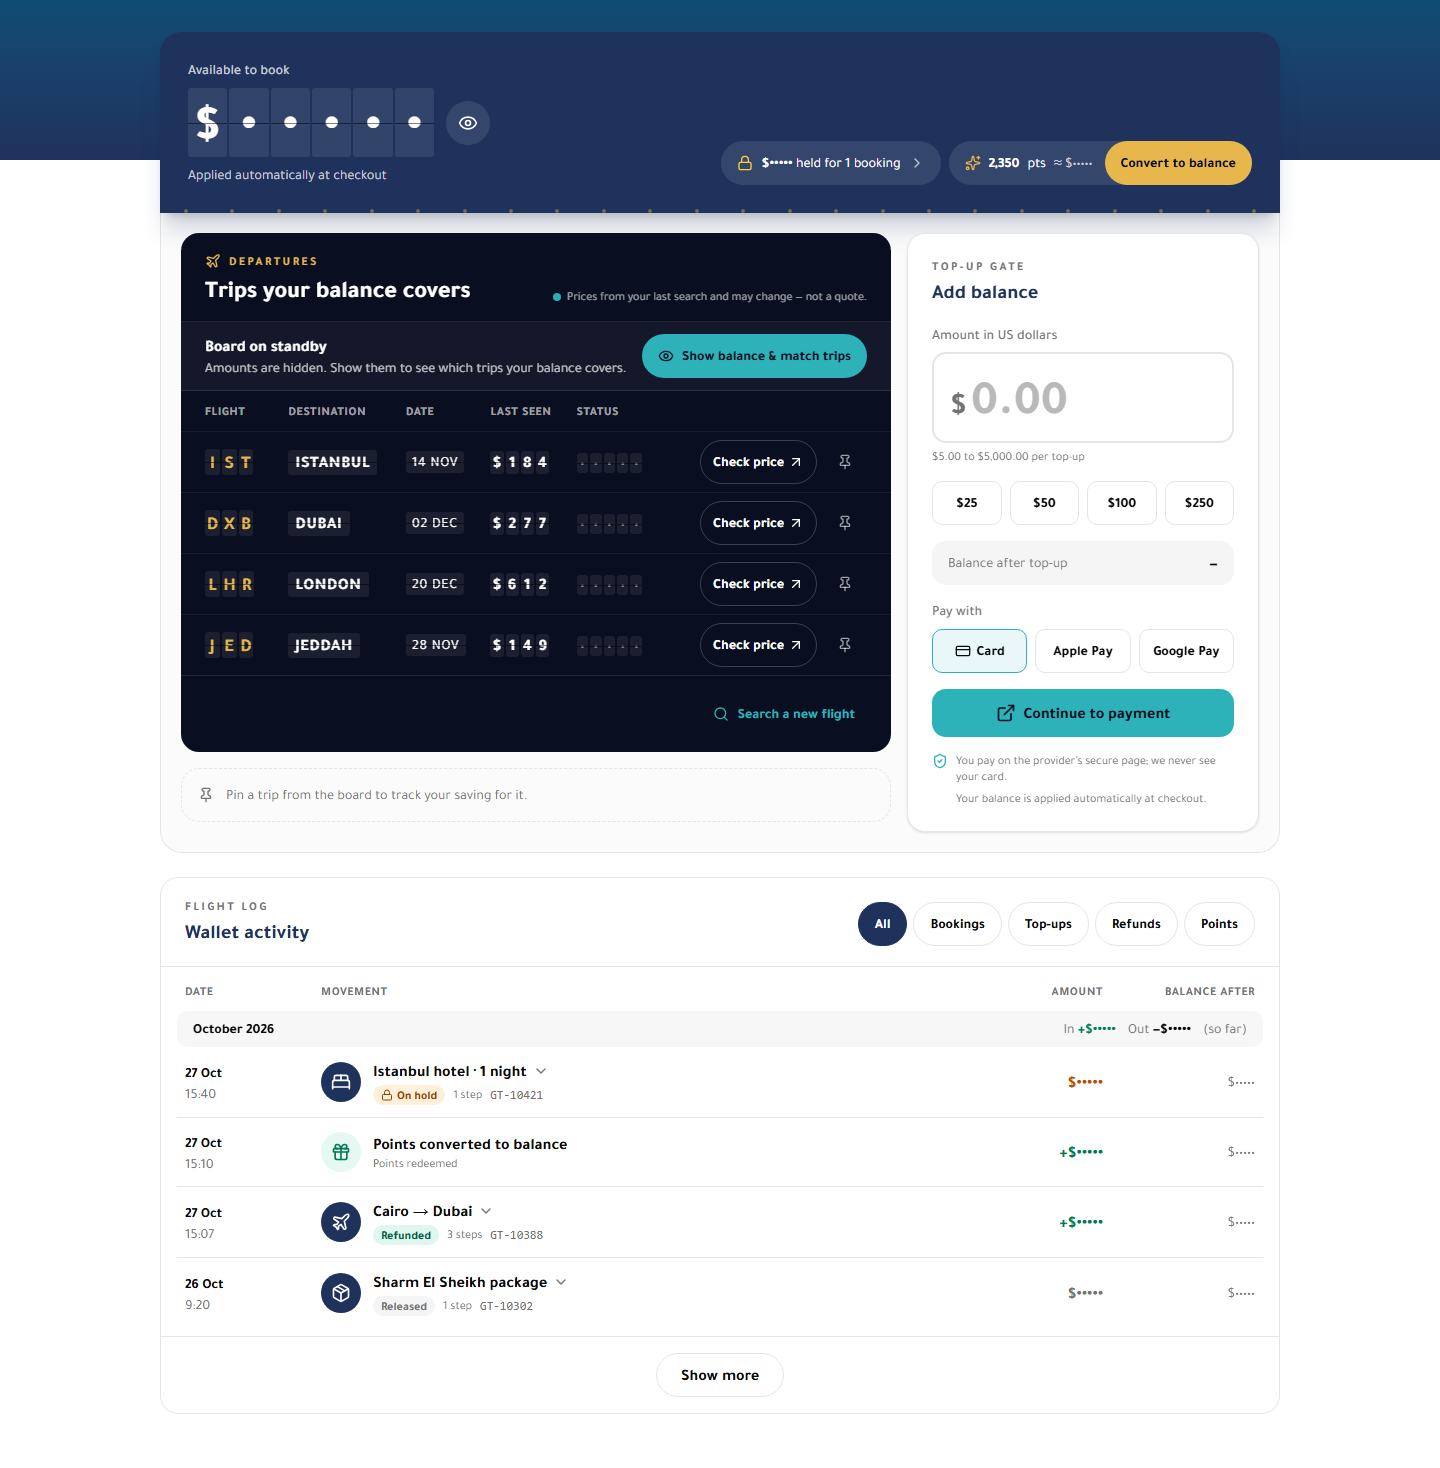 Available to book
$ • • • • •
Applied automatically at checkout
$••••• held for 1 booking
2,350 pts ≈ $•••••
Convert to balance
DEPARTURES
Trips your balance covers
Prices from your last search and may change – not a quote.
Board on standby
Amounts are hidden. Show them to see which trips your balance covers.
Show balance & match trips
FLIGHT DESTINATION DATE LAST SEEN STATUS
IST ISTANBUL 14 NOV $184 ..... Check price
DXB DUBAI 02 DEC $277 ..... Check price
LHR LONDON 20 DEC $612 ..... Check price
JED JEDDAH 28 NOV $149 ..... Check price
Search a new flight
Pin a trip from the board to track your saving for it.
TOP-UP GATE
Add balance
Amount in US dollars
$ 0.00
$5.00 to $5,000.00 per top-up
$25 $50 $100 $250
Balance after top-up –
Pay with
Card Apple Pay Google Pay
Continue to payment
You pay on the provider's secure page; we never see
your card.
Your balance is applied automatically at checkout.
FLIGHT LOG
Wallet activity
All Bookings Top-ups Refunds Points
DATE MOVEMENT AMOUNT BALANCE AFTER
October 2026 In +$••••• Out –$••••• (so far)
27 Oct Istanbul hotel · 1 night $••••• $•••••
15:40 On hold 1 step GT-10421
27 Oct Points converted to balance +$••••• $•••••
15:10 Points redeemed
27 Oct Cairo → Dubai +$••••• $•••••
15:07 Refunded 3 steps GT-10388
26 Oct Sharm El Sheikh package $••••• $•••••
9:20 Released 1 step GT-10302
Show more